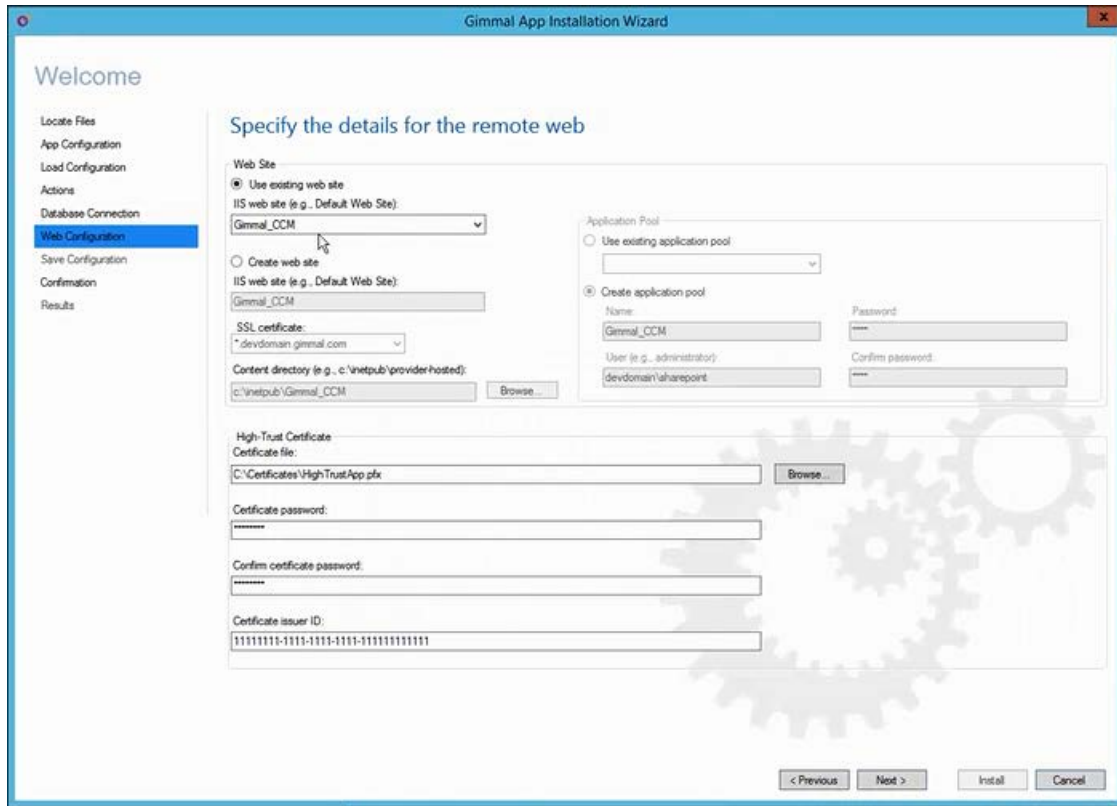 Gimmal App Installation Wizard
x
Welcome
Locate Files
App Configuration
Load Configuration
Actions
Database Connection
Web Configuration
Save Configuration
Confirmation
Results
Specify the details for the remote web
Web Site
Use existing web site
IIS web site (e.g., Default Web Site):
Gimmal_CCM
Create web site
IIS web site (e.g., Default Web Site):
Gimmal_CCM
SSL certificate:
*.devdomain.gimmal.com
Content directory (e.g., c:\inetpub\provider-hosted):
c:\inetpub\Gimmal_CCM
Browse...
Application Pool
Use existing application pool
Create application pool
Name:
Password:
Gimmal_CCM
*****
User (e.g., administrator):
Confirm password:
devdomain\sharepoint
*****
High-Trust Certificate
Certificate file:
C:\Certificates\HighTrustApp.pfx
Browse...
Certificate password:
********
Confirm certificate password:
********
Certificate issuer ID:
11111111-1111-1111-1111-111111111111
< Previous
Next >
Install
Cancel